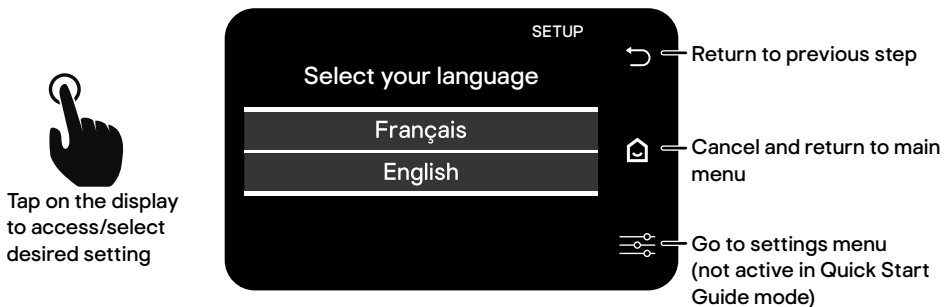 SETUP
Return to previous step
Select your language
Français
English
Cancel and return to main
menu
Tap on the display
to access/select
desired setting
Go to settings menu
(not active in Quick Start
Guide mode)